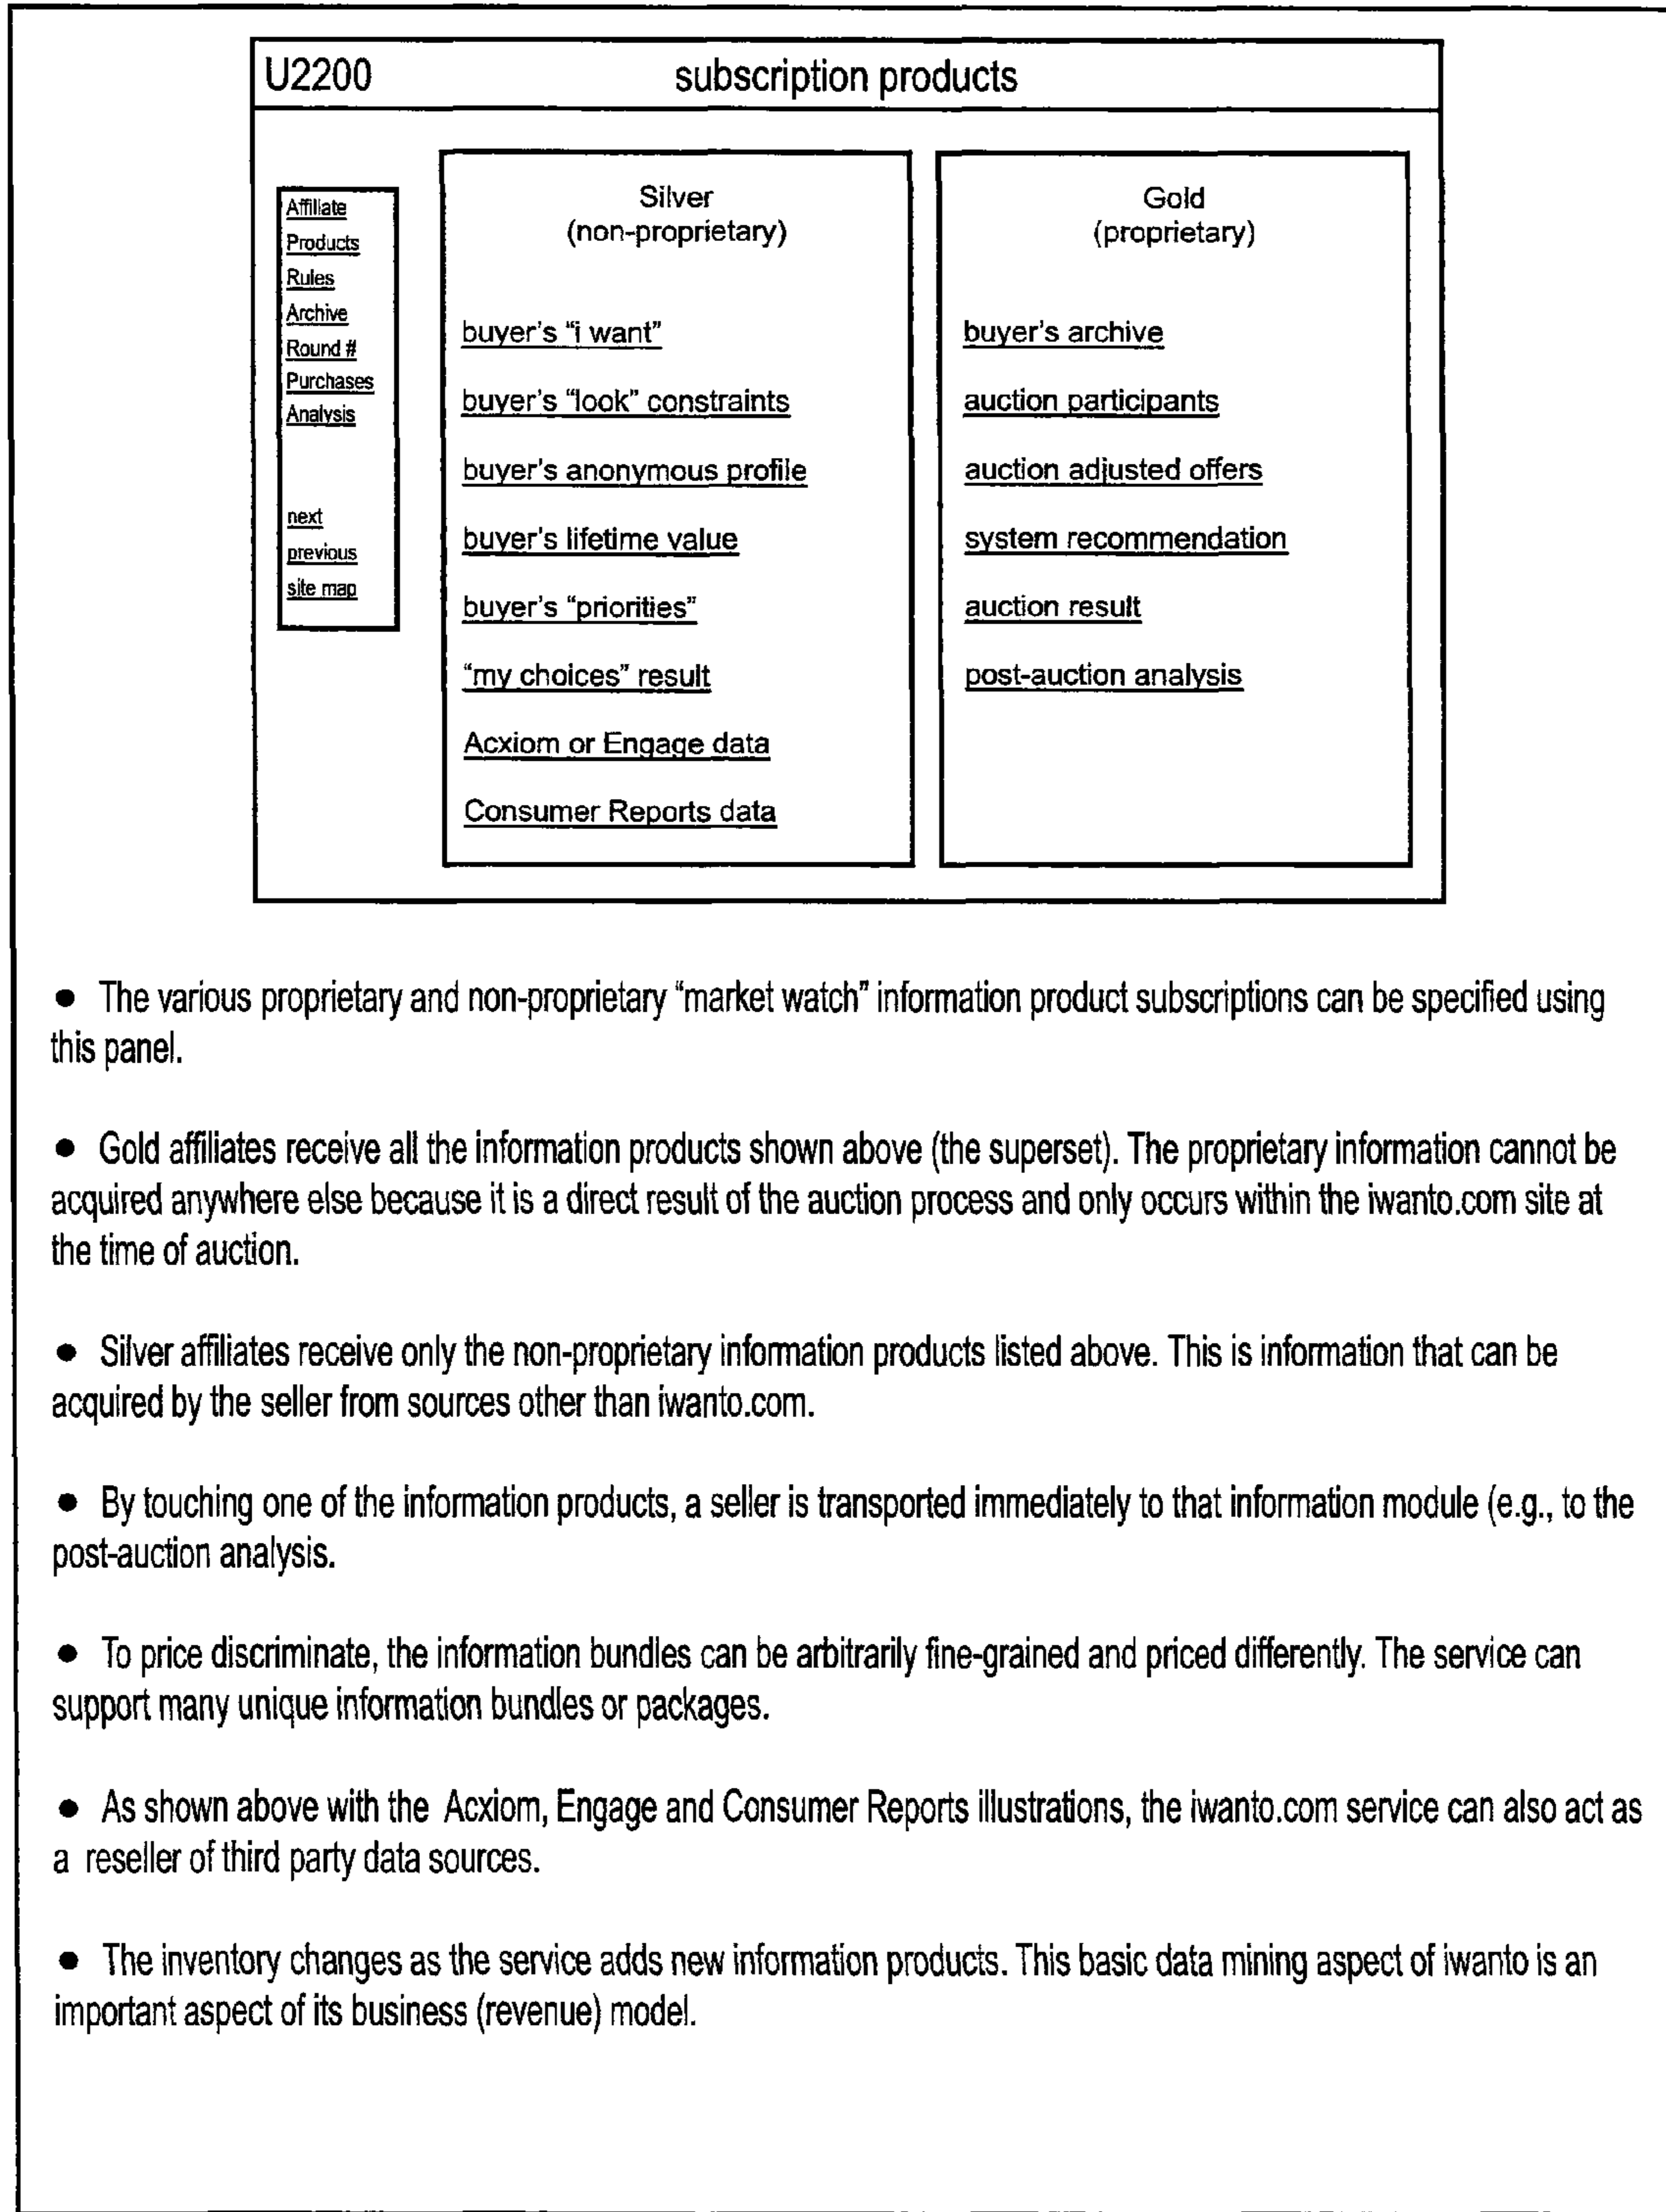 U2200 subscription products
Affiliate
Products
Rules
Archive
Round #
Purchases
Analysis
next
previous
site map
Silver
(non-proprietary)
buyer's “i want”
buyer's “look” constraints
buyer's anonymous profile
buyer's lifetime value
buyer's “priorities”
“my choices” result
Acxiom or Engage data
Consumer Reports data
Gold
(proprietary)
buyer's archive
auction participants
auction adjusted offers
system recommendation
auction result
post-auction analysis
● The various proprietary and non-proprietary “market watch” information product subscriptions can be specified using
this panel.
● Gold affiliates receive all the information products shown above (the superset). The proprietary information cannot be
acquired anywhere else because it is a direct result of the auction process and only occurs within the iwanto.com site at
the time of auction.
● Silver affiliates receive only the non-proprietary information products listed above. This is information that can be
acquired by the seller from sources other than iwanto.com.
● By touching one of the information products, a seller is transported immediately to that information module (e.g., to the
post-auction analysis.
● To price discriminate, the information bundles can be arbitrarily fine-grained and priced differently. The service can
support many unique information bundles or packages.
● As shown above with the Acxiom, Engage and Consumer Reports illustrations, the iwanto.com service can also act as
a reseller of third party data sources.
● The inventory changes as the service adds new information products. This basic data mining aspect of iwanto is an
important aspect of its business (revenue) model.